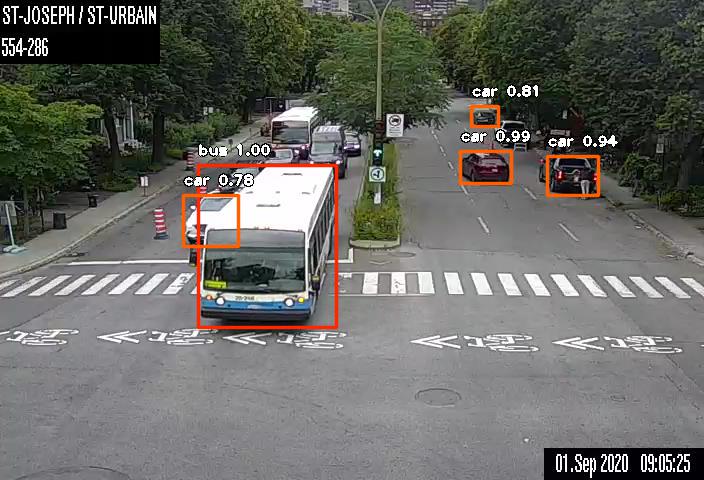 ST-JOSEPH / ST-URBAIN
554-286
car 0.81
car 0.99
car 0.94
bus 1.00
car 0.78
01.Sep 2020 09:05:25